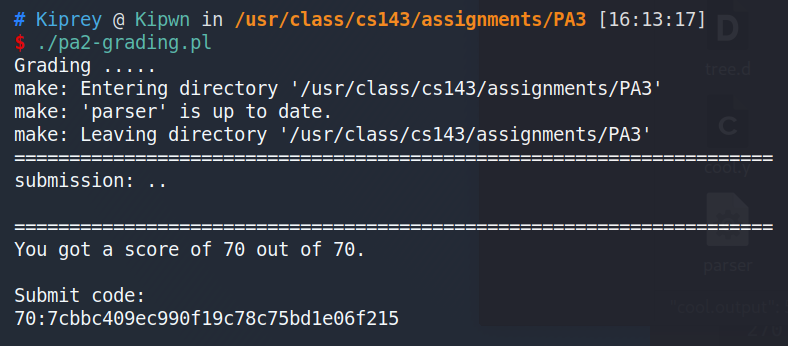 # Kiprey @ Kipwn in /usr/class/cs143/assignments/PA3 [16:13:17]
$ ./pa2-grading.pl
Grading .....
make: Entering directory '/usr/class/cs143/assignments/PA3'
make: 'parser' is up to date.
make: Leaving directory '/usr/class/cs143/assignments/PA3'
=====================================================================
submission: ..
=====================================================================
You got a score of 70 out of 70.
Submit code:
70:7cbbc409ec990f19c78c75bd1e06f215
D
tree.d
C
cool.y
parser
"cool.output":